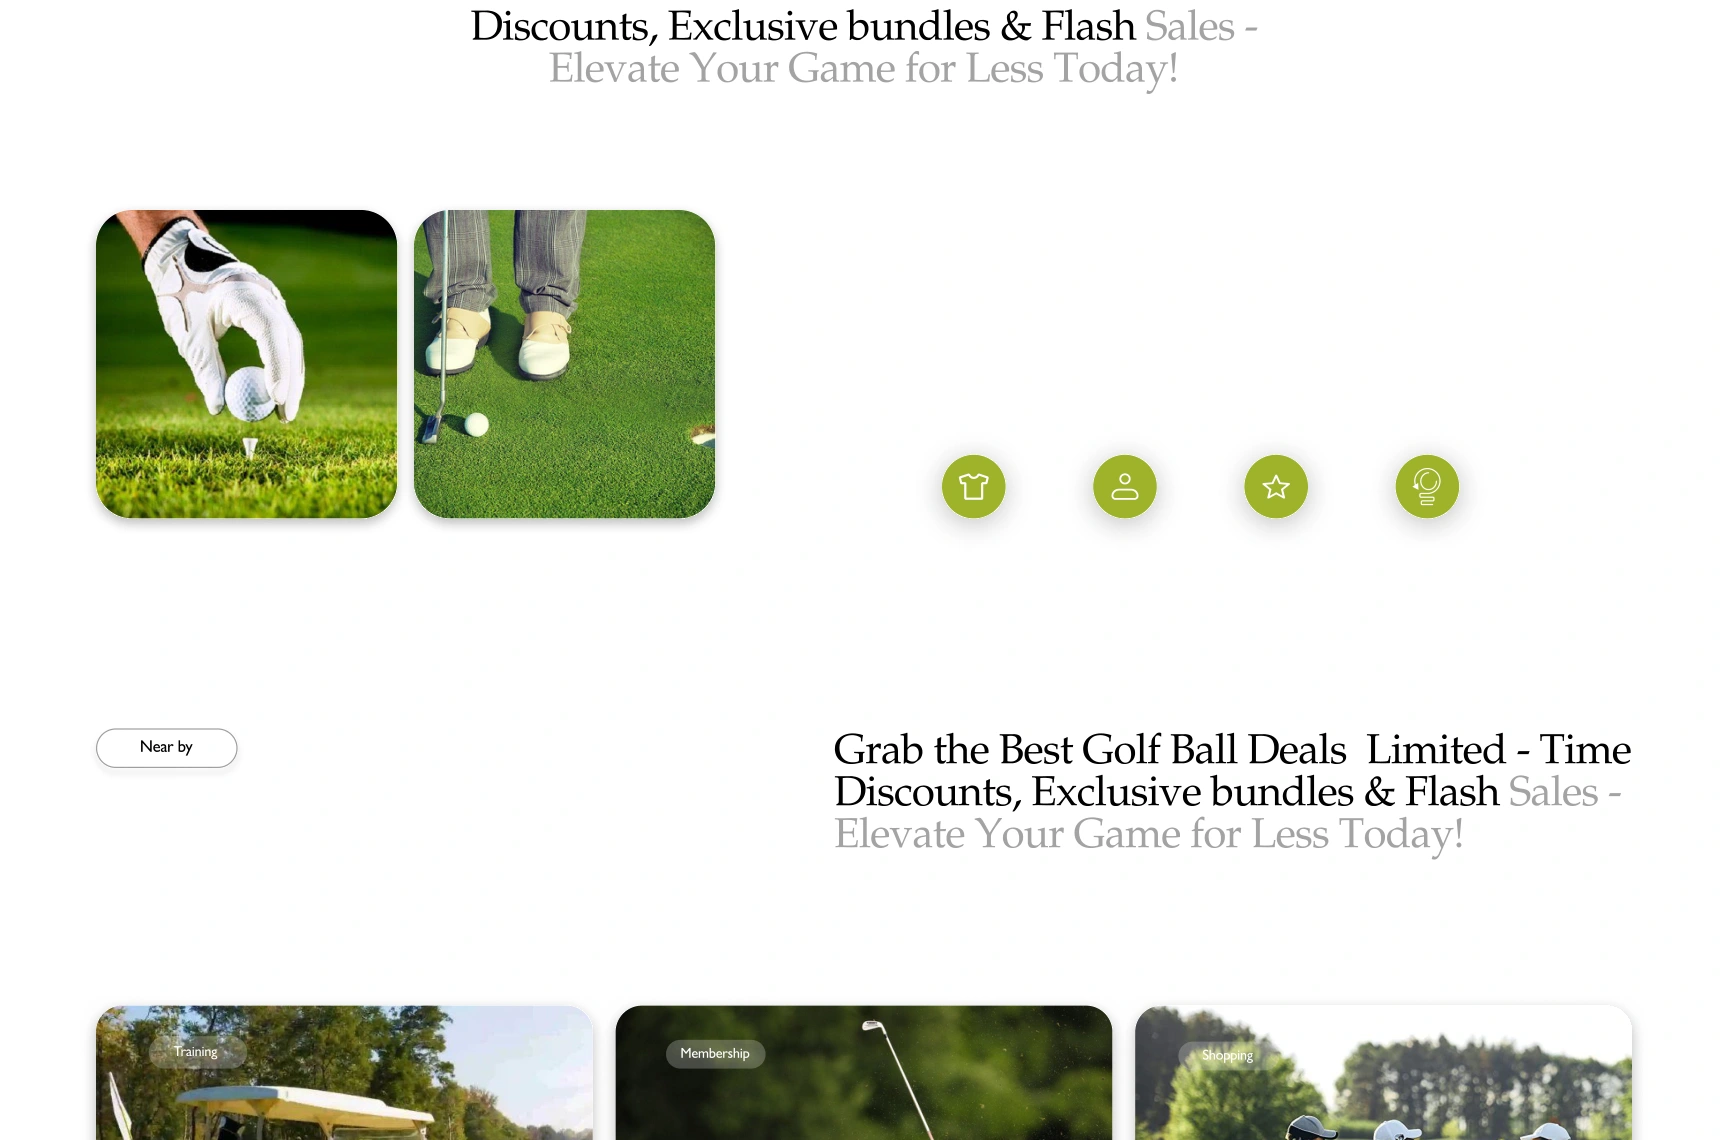 Discounts, Exclusive bundles & Flash Sales -
Elevate Your Game for Less Today!
Near by
Grab the Best Golf Ball Deals  Limited - Time
Discounts, Exclusive bundles & Flash Sales -
Elevate Your Game for Less Today!
Training
Membership
Shopping